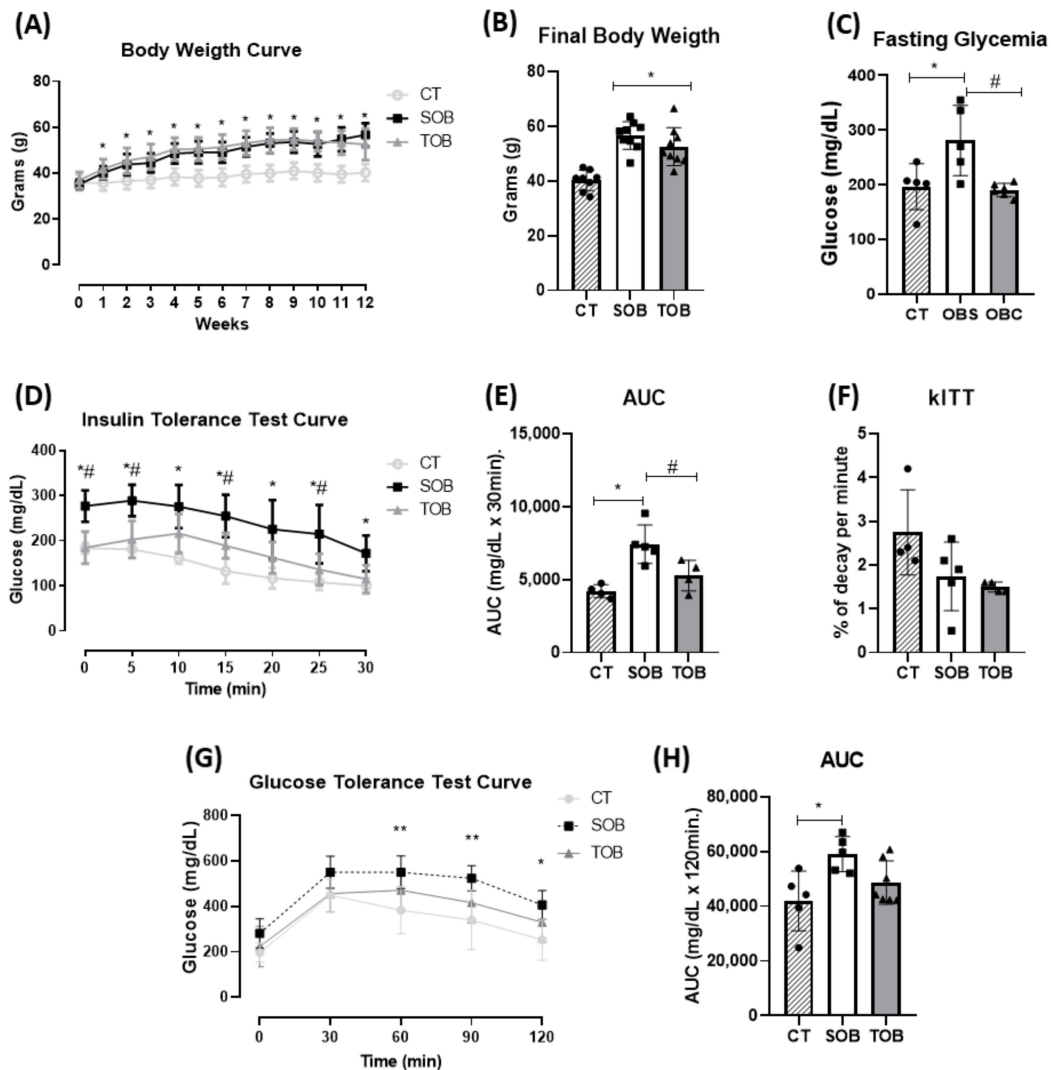 (A)
Body Weigth Curve
Grams (g)
80
60
40
20
0
* * * * * * * * * * * *
CT
SOB
TOB
0 1 2 3 4 5 6 7 8 9 10 11 12
Weeks
(B)
Final Body Weigth
Grams (g)
80
60
40
20
0
*
CT SOB TOB
(C)
Fasting Glycemia
Glucose (mg/dL)
400
300
200
100
0
* #
CT OBS OBC
(D)
Insulin Tolerance Test Curve
Glucose (mg/dL)
400
300
200
100
0
*# *# * *# * *# *
CT
SOB
TOB
0 5 10 15 20 25 30
Time (min)
(E)
AUC
AUC (mg/dL x 30min).
15,000
10,000
5,000
0
* #
CT SOB TOB
(F)
kITT
% of decay per minute
5
4
3
2
1
0
CT SOB TOB
(G)
Glucose Tolerance Test Curve
Glucose (mg/dL)
800
600
400
200
0
** ** *
CT
SOB
TOB
0 30 60 90 120
Time (min)
(H)
AUC
AUC (mg/dL x 120min.)
80,000
60,000
40,000
20,000
0
*
CT SOB TOB